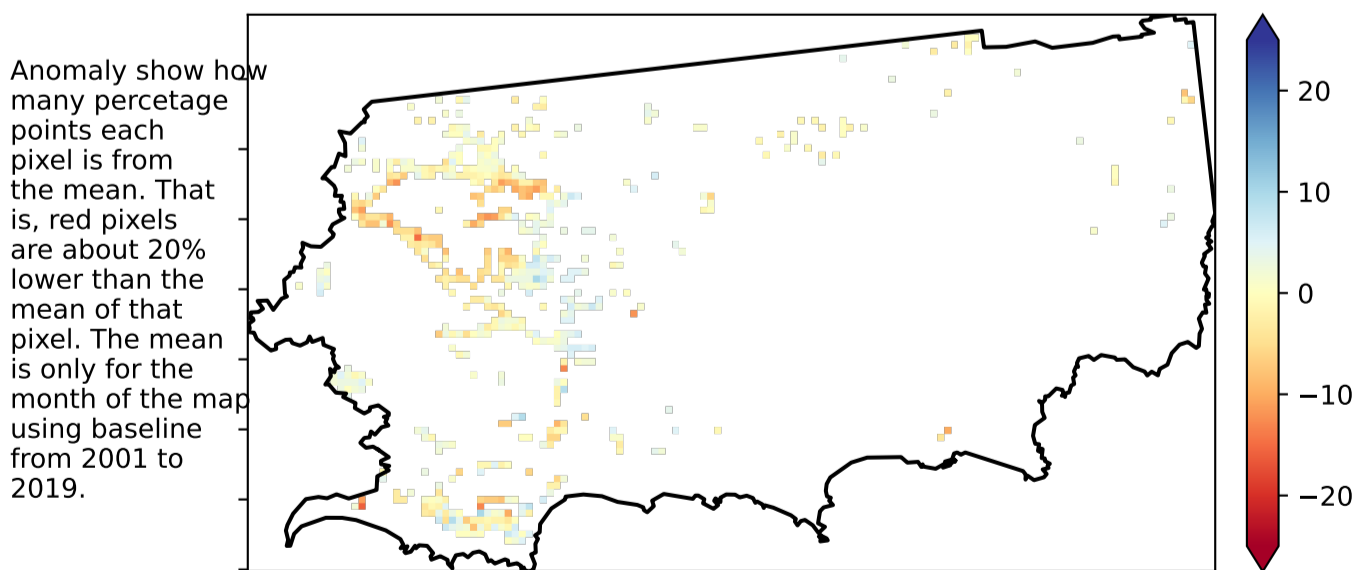 Anomaly show how
many percetage
points each
pixel is from
the mean. That
is, red pixels
are about 20%
lower than the
mean of that
pixel. The mean
is only for the
month of the map
using baseline
from 2001 to
2019.
20
10
0
−10
−20